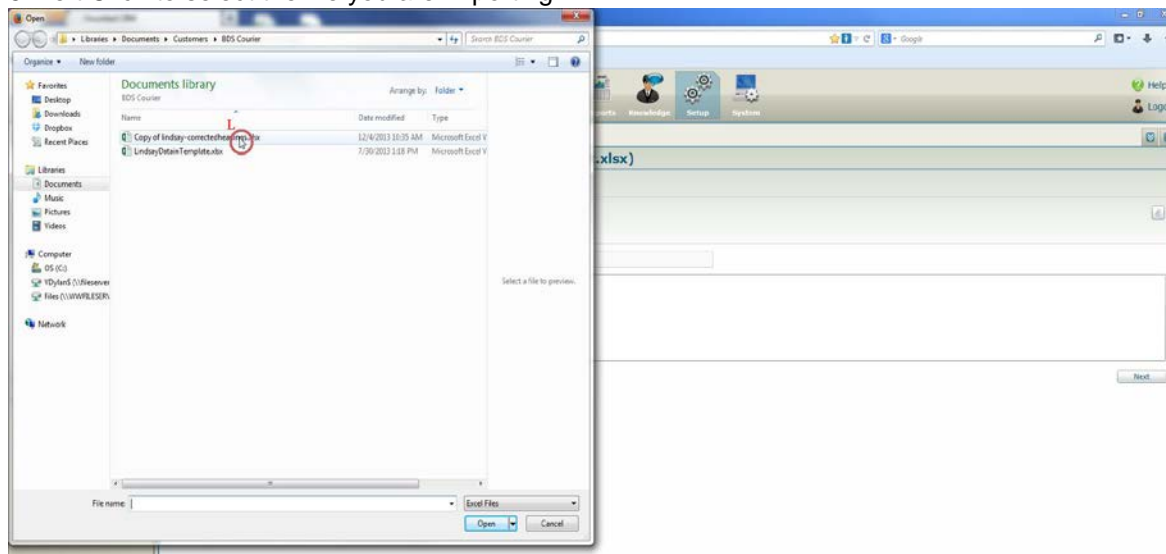 Open
Libraries ▸ Documents ▸ Customers ▸ BDS Courier
Search BDS Courier
Google
Organize
New folder
Help
Favorites
Desktop
Downloads
Dropbox
Recent Places
Libraries
Documents
Music
Pictures
Videos
Computer
OS (C:)
Network
Documents library
BDS Courier
Arrange by: Folder
Name
Date modified
Type
L
Copy of lindsay-correctedheadings.xlsx
12/4/2013 10:35 AM
Microsoft Excel W
LindsayDetainTemplate.xlsx
7/30/2013 1:18 PM
Microsoft Excel W
Select a file to preview.
Knowledge
Setup
System
.xlsx)
Next
File name:
Excel Files
Open
Cancel